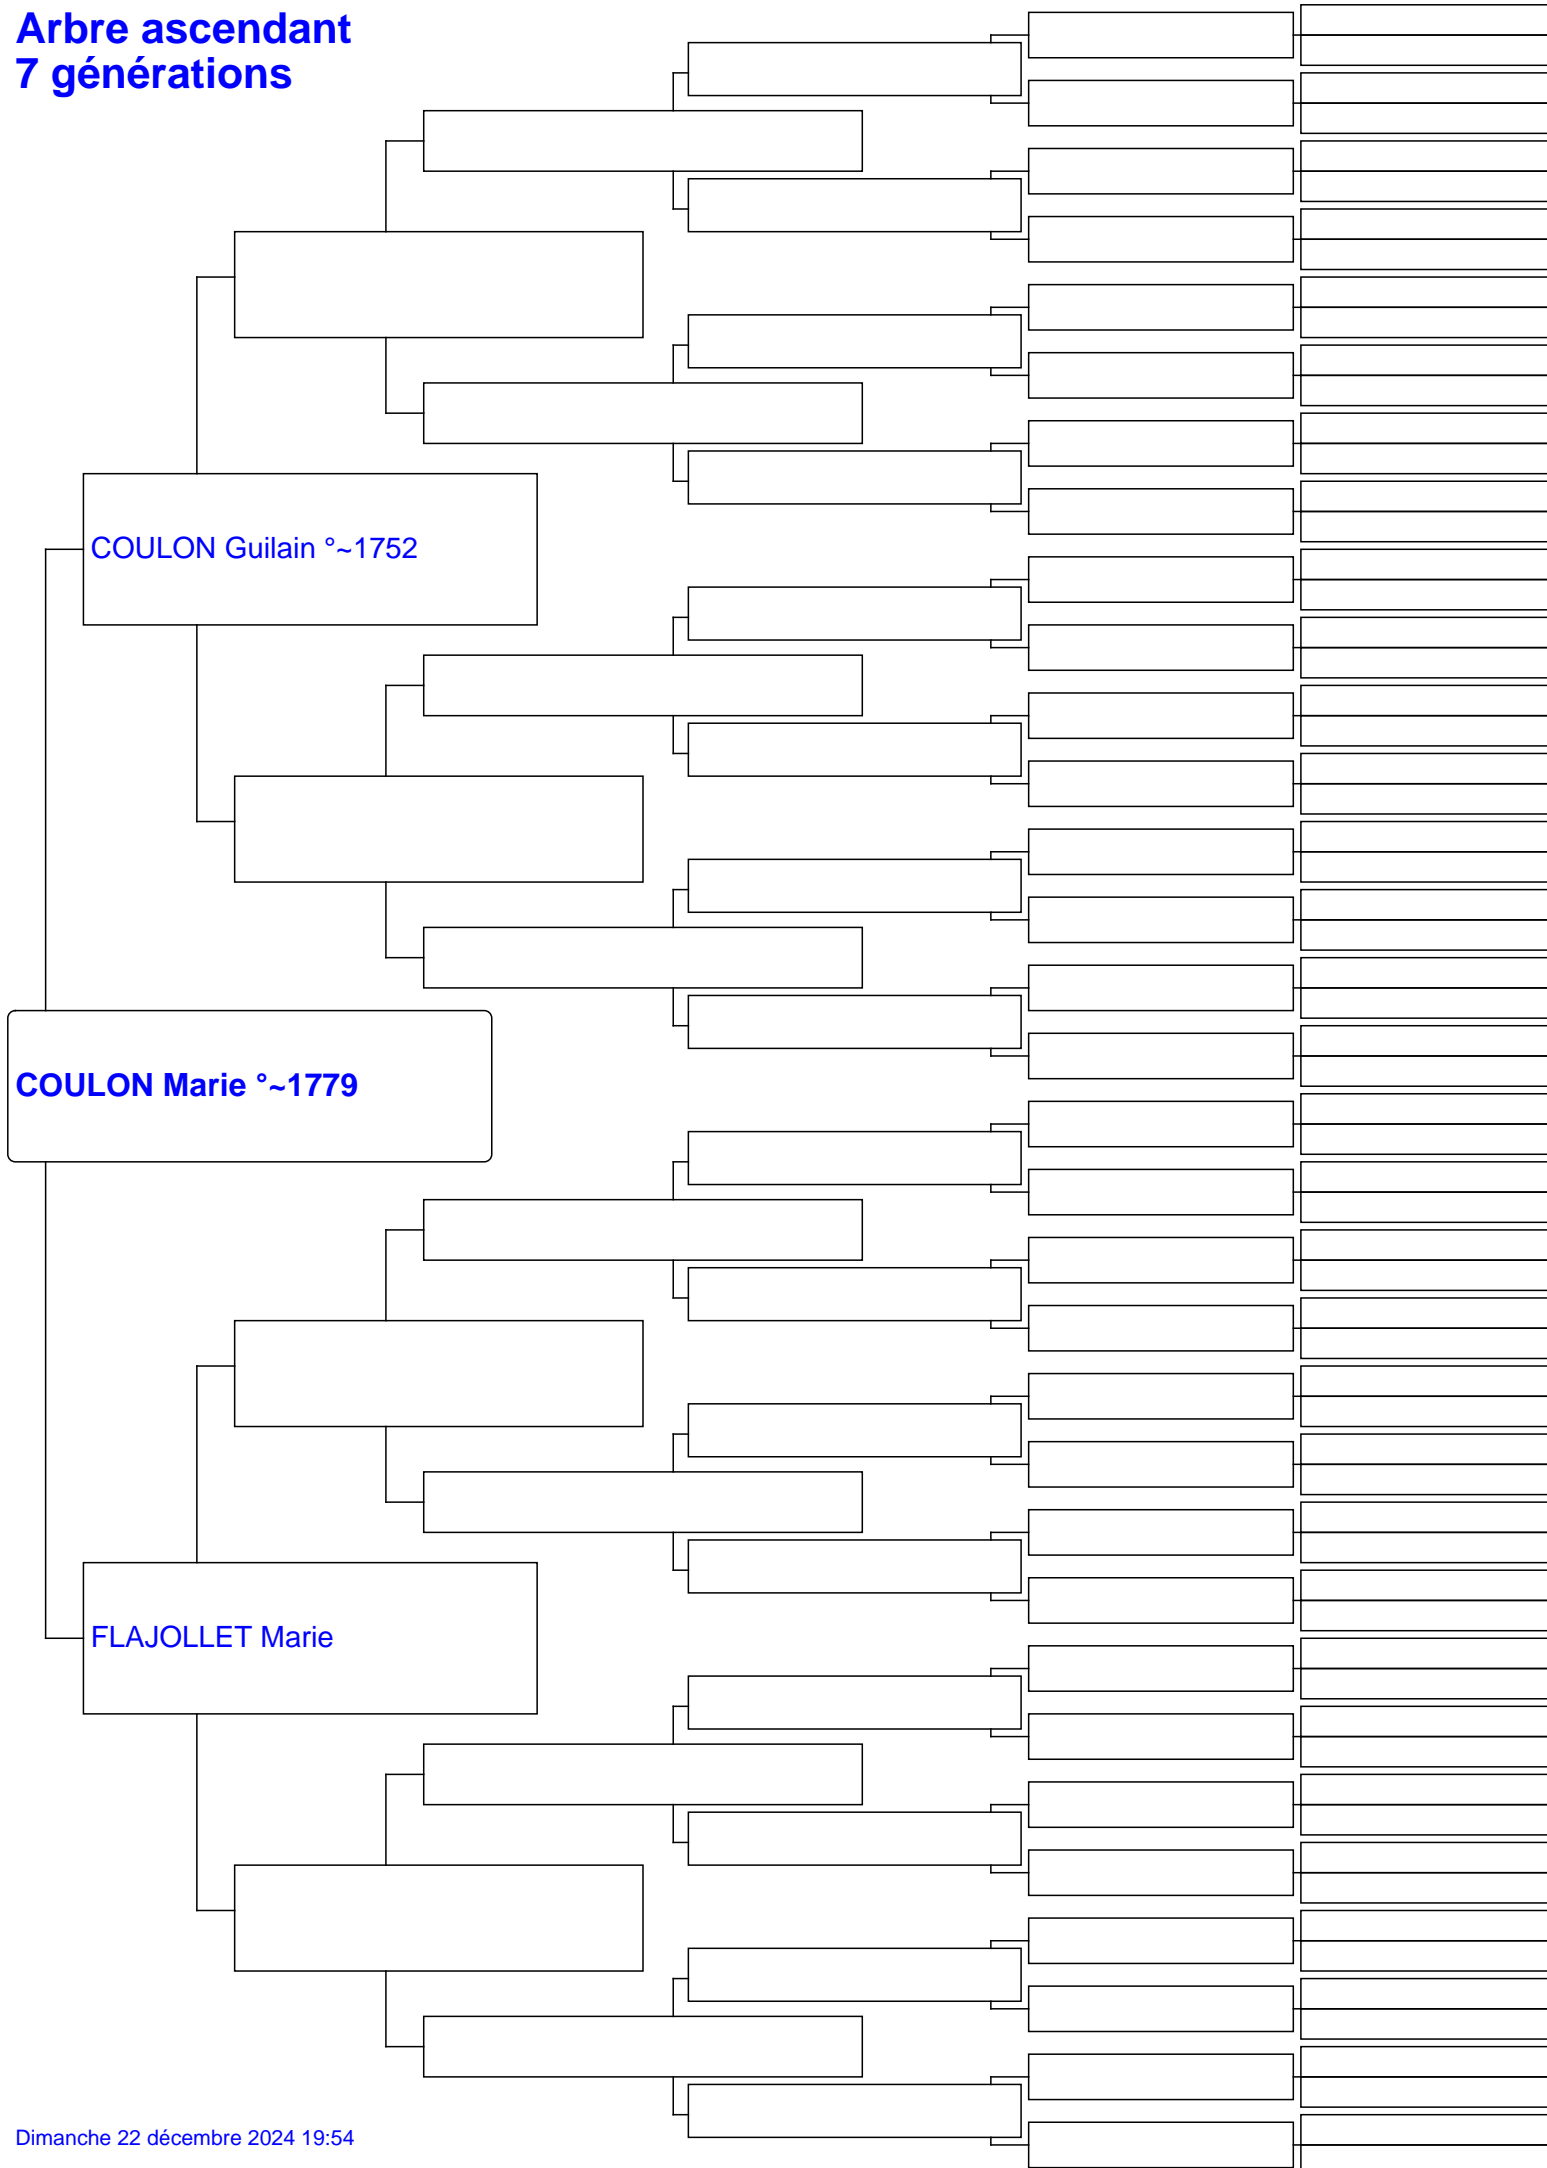 Arbre ascendant
7 générations
COULON Guilain °~1752
COULON Marie °~1779
FLAJOLLET Marie
Dimanche 22 décembre 2024 19:54